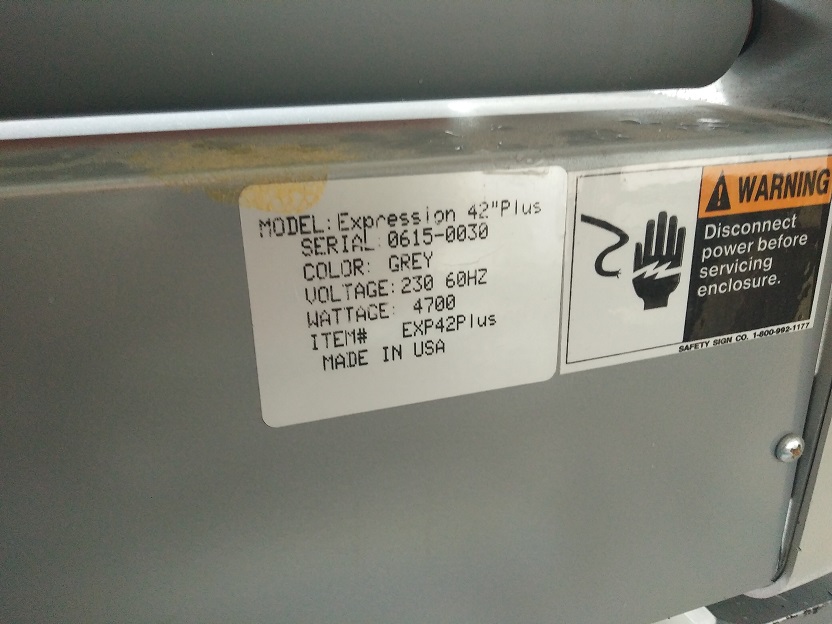 MODEL: Expression 42"Plus
SERIAL: 0615-0030
COLOR: GREY
VOLTAGE: 230 60HZ
WATTAGE: 4700
ITEM# EXP42Plus
MADE IN USA
WARNING
Disconnect
power before
servicing
enclosure.
SAFETY SIGN CO. 1-800-992-1177